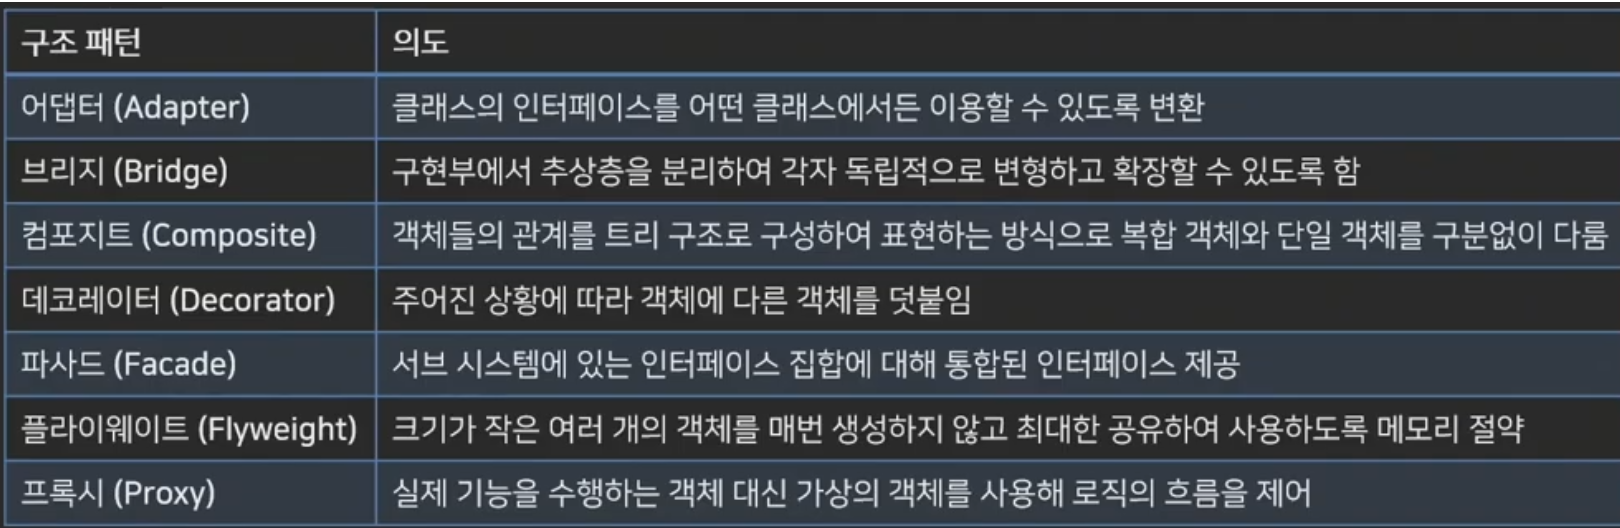 구조 패턴 의도
어댑터 (Adapter) 클래스의 인터페이스를 어떤 클래스에서든 이용할 수 있도록 변환
브리지 (Bridge) 구현부에서 추상층을 분리하여 각자 독립적으로 변형하고 확장할 수 있도록 함
컴포지트 (Composite) 객체들의 관계를 트리 구조로 구성하여 표현하는 방식으로 복합 객체와 단일 객체를 구분없이 다룸
데코레이터 (Decorator) 주어진 상황에 따라 객체에 다른 객체를 덧붙임
파사드 (Facade) 서브 시스템에 있는 인터페이스 집합에 대해 통합된 인터페이스 제공
플라이웨이트 (Flyweight) 크기가 작은 여러 개의 객체를 매번 생성하지 않고 최대한 공유하여 사용하도록 메모리 절약
프록시 (Proxy) 실제 기능을 수행하는 객체 대신 가상의 객체를 사용해 로직의 흐름을 제어